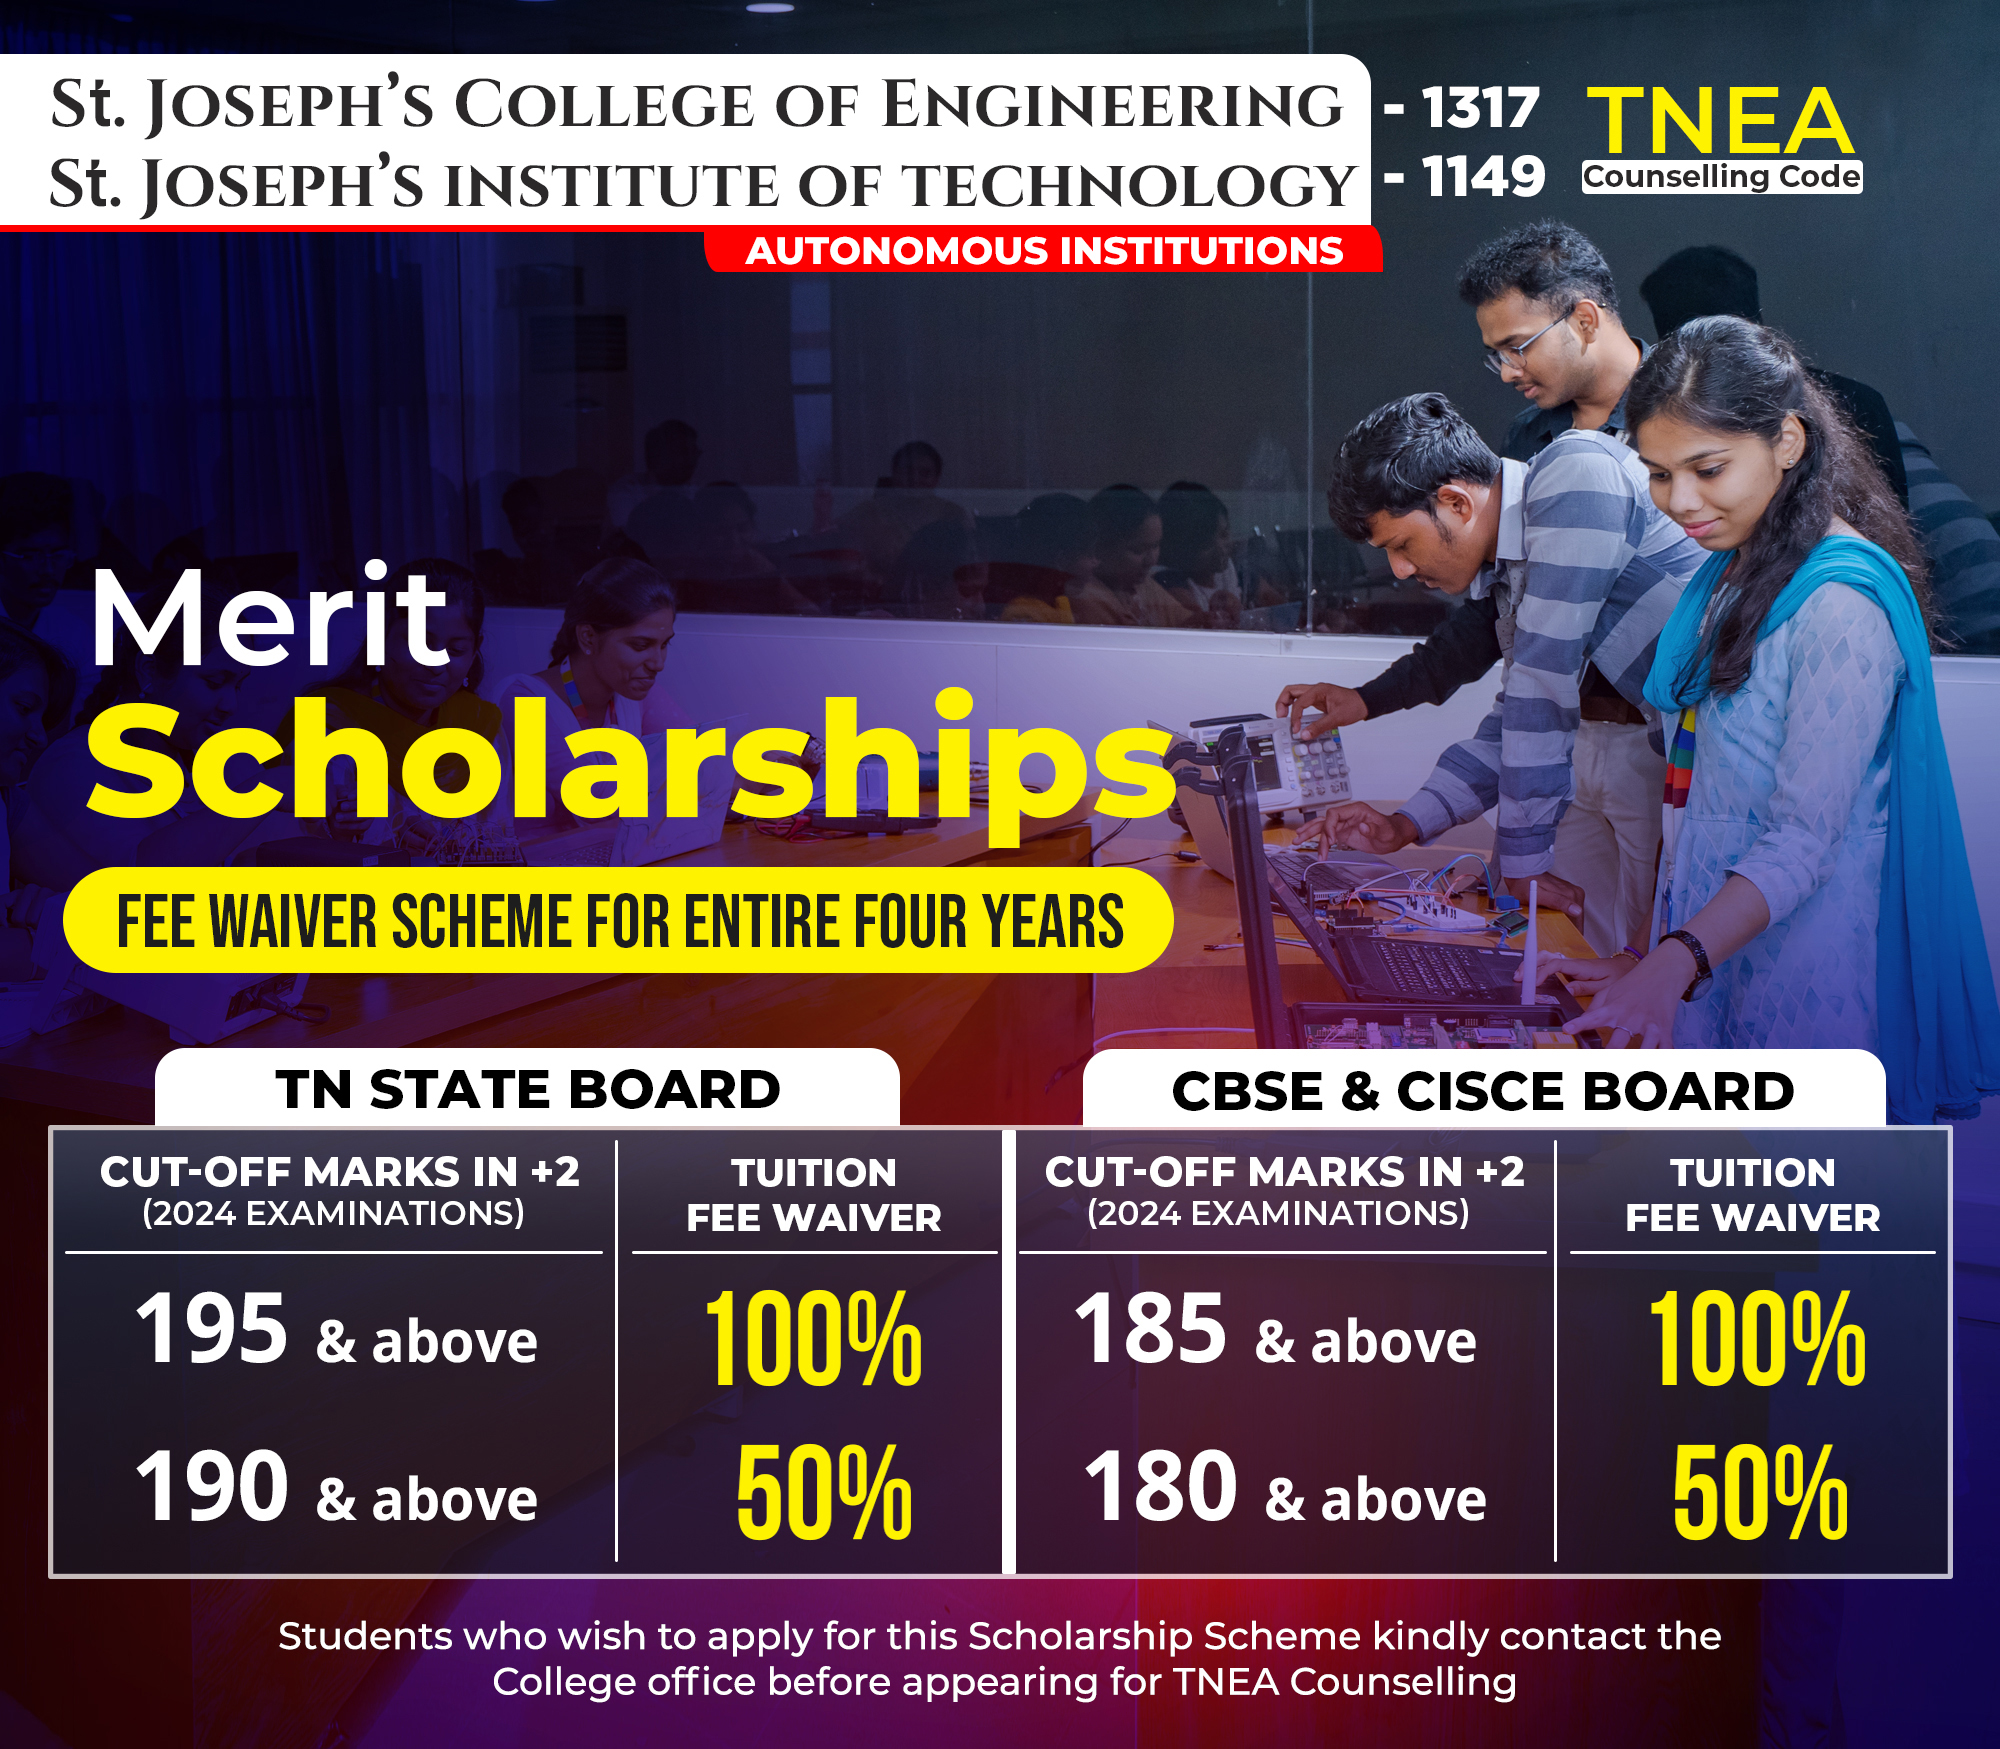 St. Joseph's College of Engineering - 1317
St. Joseph's Institute of Technology - 1149
TNEA
Counselling Code
AUTONOMOUS INSTITUTIONS
Merit
Scholarships
FEE WAIVER SCHEME FOR ENTIRE FOUR YEARS
TN STATE BOARD
CUT-OFF MARKS IN +2
(2024 EXAMINATIONS)
TUITION
FEE WAIVER
195 & above
100%
190 & above
50%
CBSE & CISCE BOARD
CUT-OFF MARKS IN +2
(2024 EXAMINATIONS)
TUITION
FEE WAIVER
185 & above
100%
180 & above
50%
Students who wish to apply for this Scholarship Scheme kindly contact the
College office before appearing for TNEA Counselling